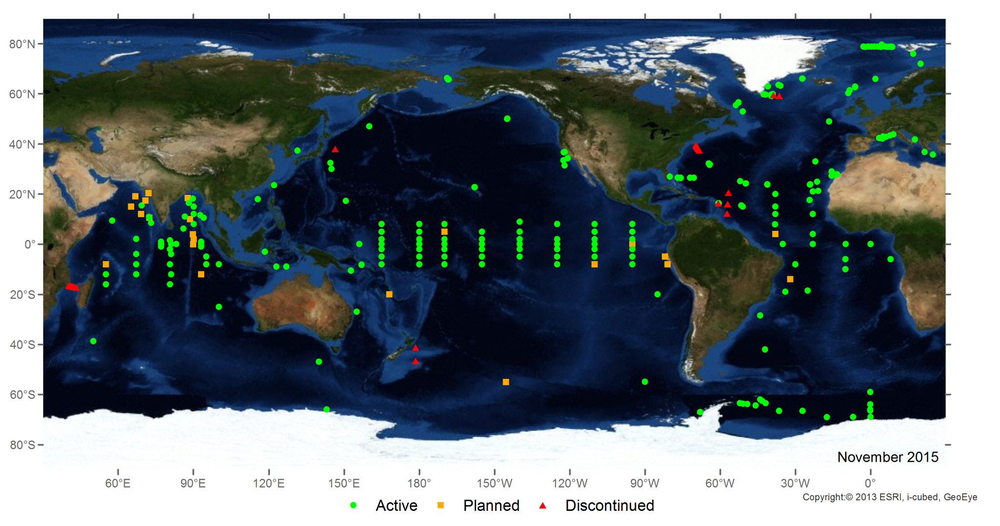 80°N
60°N
40°N
20°N
0°
20°S
40°S
60°S
80°S
November 2015
60°E 90°E 120°E 150°E 180° 150°W 120°W 90°W 60°W 30°W 0°
Copyright:© 2013 ESRI, i-cubed, GeoEye
Active Planned Discontinued